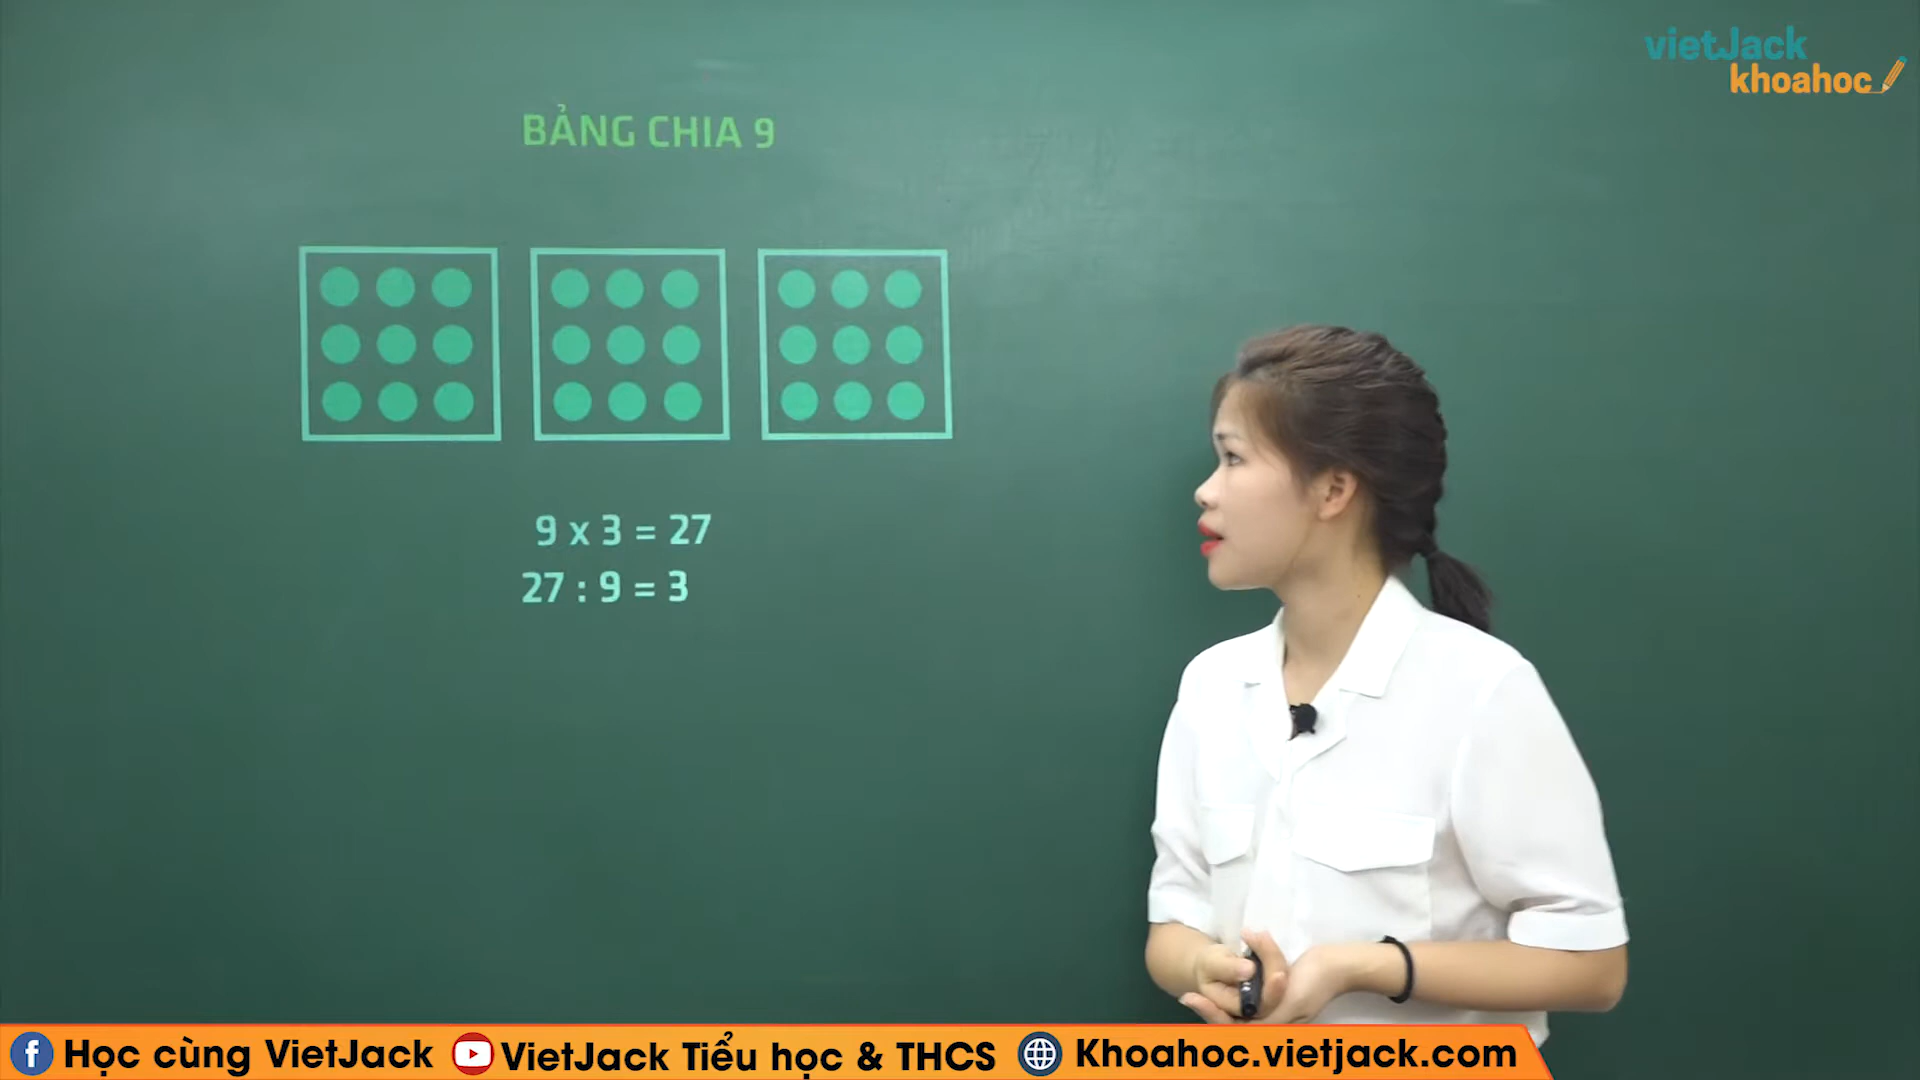 vietJack
khoahoc
BẢNG CHIA 9
9 x 3 = 27
27 : 9 = 3
Học cùng VietJack
VietJack Tiểu học & THCS
Khoahoc.vietjack.com